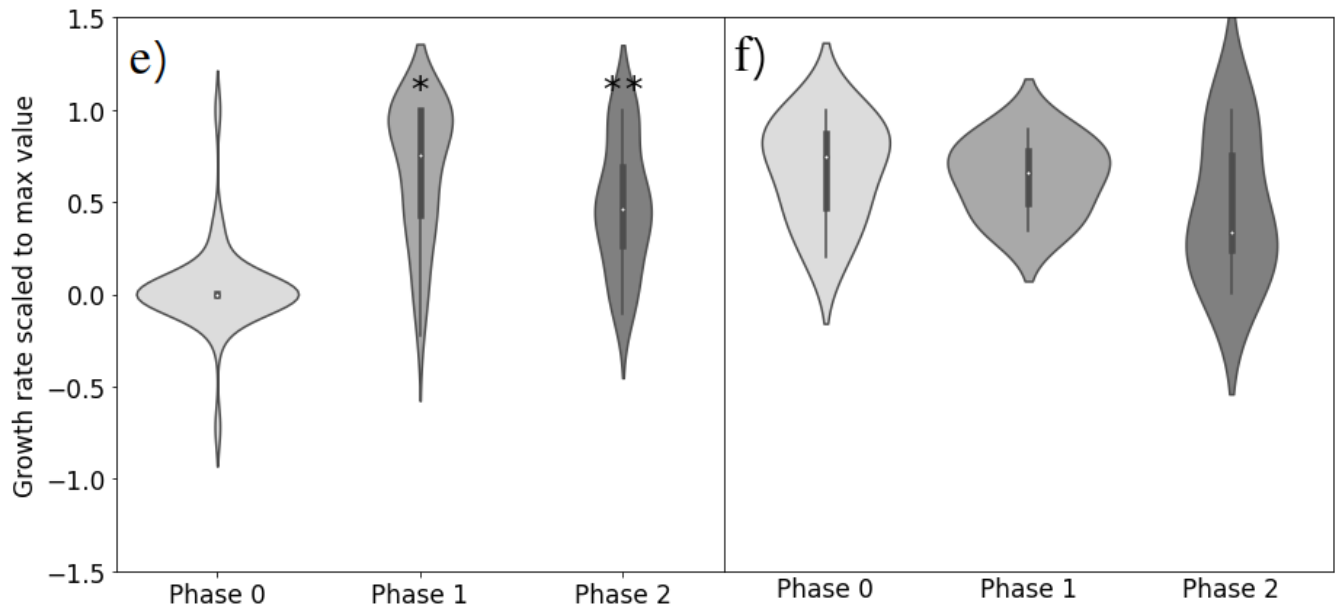 Growth rate scaled to max value
1.5
1.0
0.5
0.0
−0.5
−1.0
−1.5
e)
*
**
Phase 0
Phase 1
Phase 2
f)
Phase 0
Phase 1
Phase 2